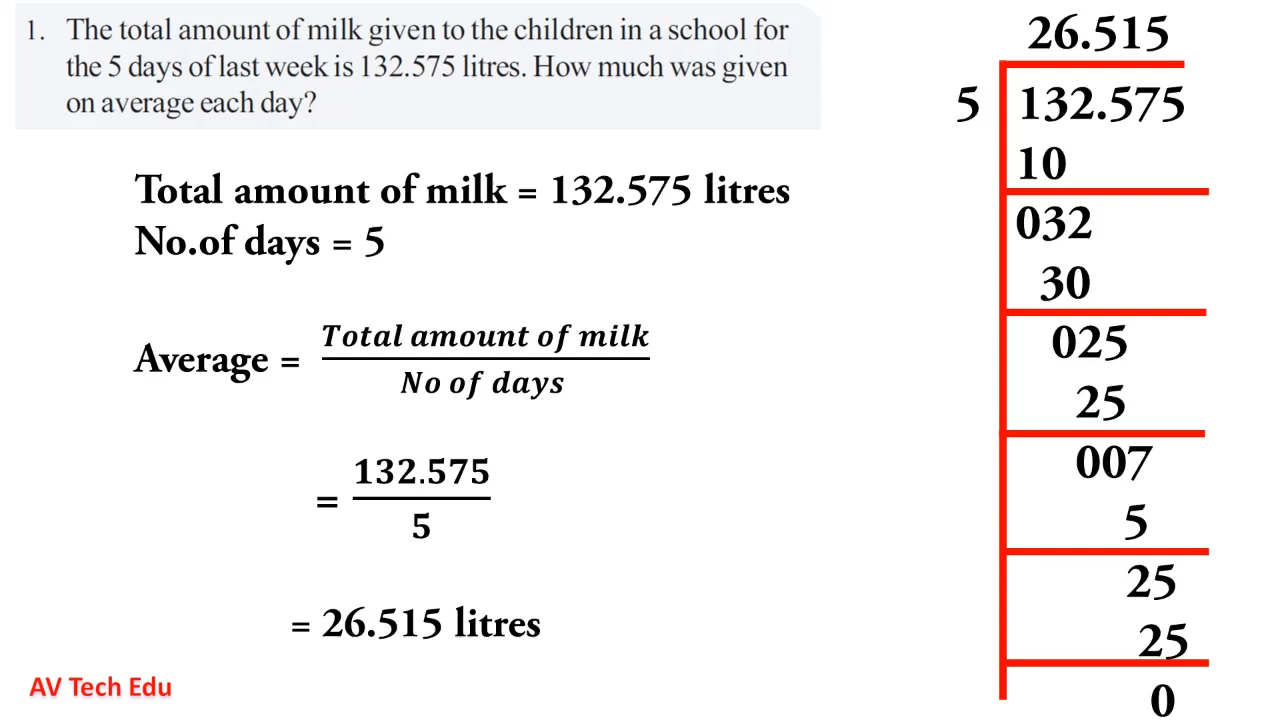 1. The total amount of milk given to the children in a school for
the 5 days of last week is 132.575 litres. How much was given
on average each day?
Total amount of milk = 132.575 litres
No.of days = 5
Average = Total amount of milk
No of days
= 132.575
5
= 26.515 litres
AV Tech Edu
26.515
5 132.575
10
032
30
025
25
007
5
25
25
0